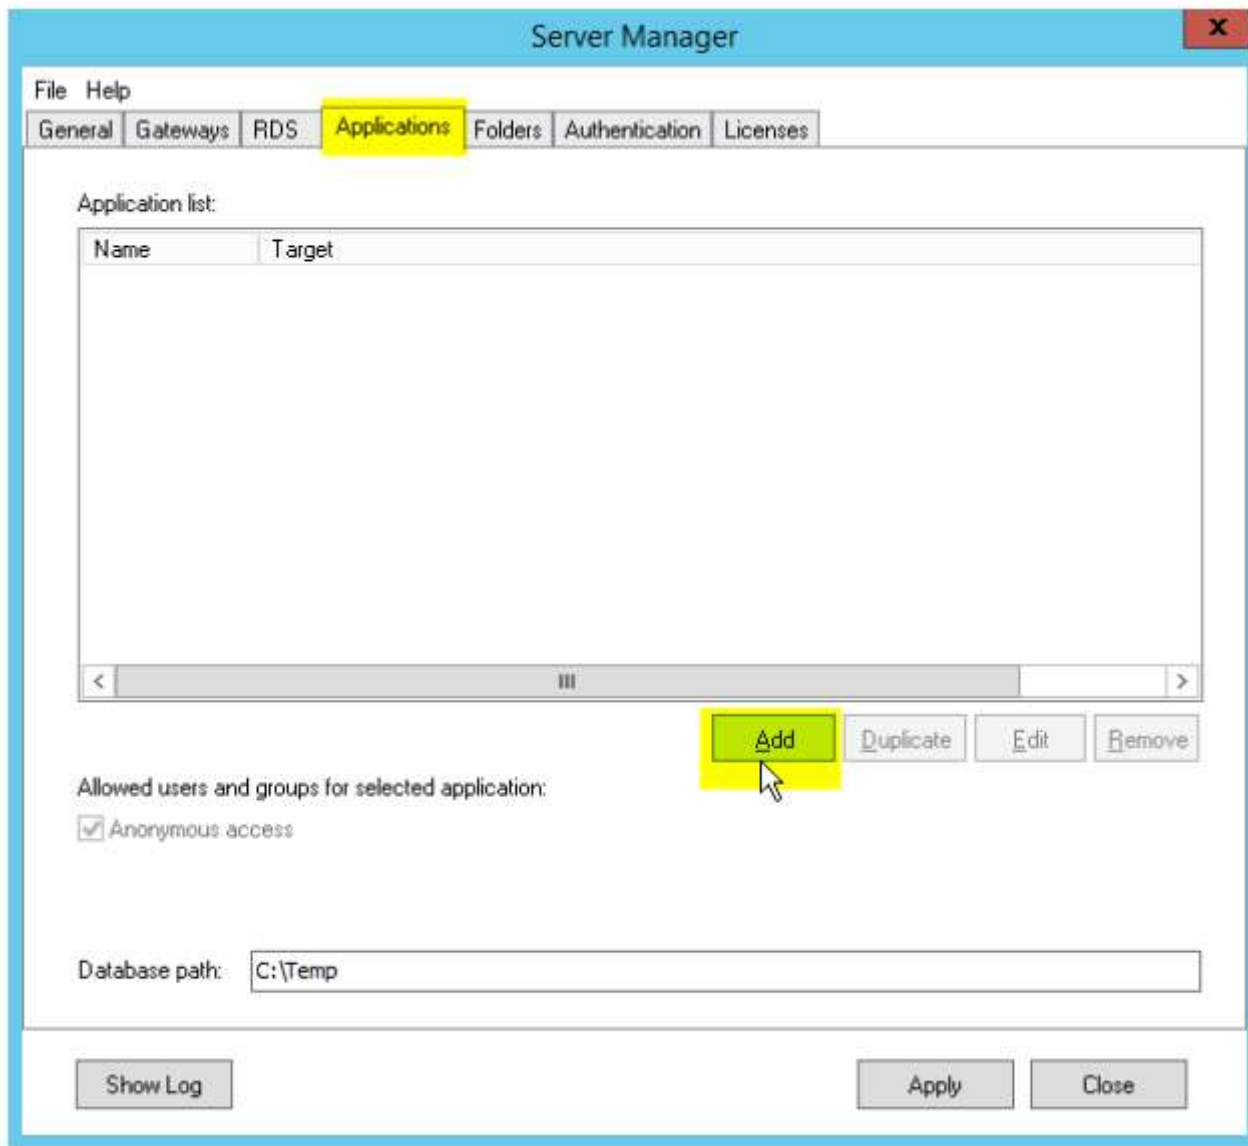 Server Manager
x
File Help
General Gateways RDS Applications Folders Authentication Licenses
Application list:
Name Target
Add Duplicate Edit Remove
Allowed users and groups for selected application:
Anonymous access
Database path: C:\Temp
Show Log Apply Close